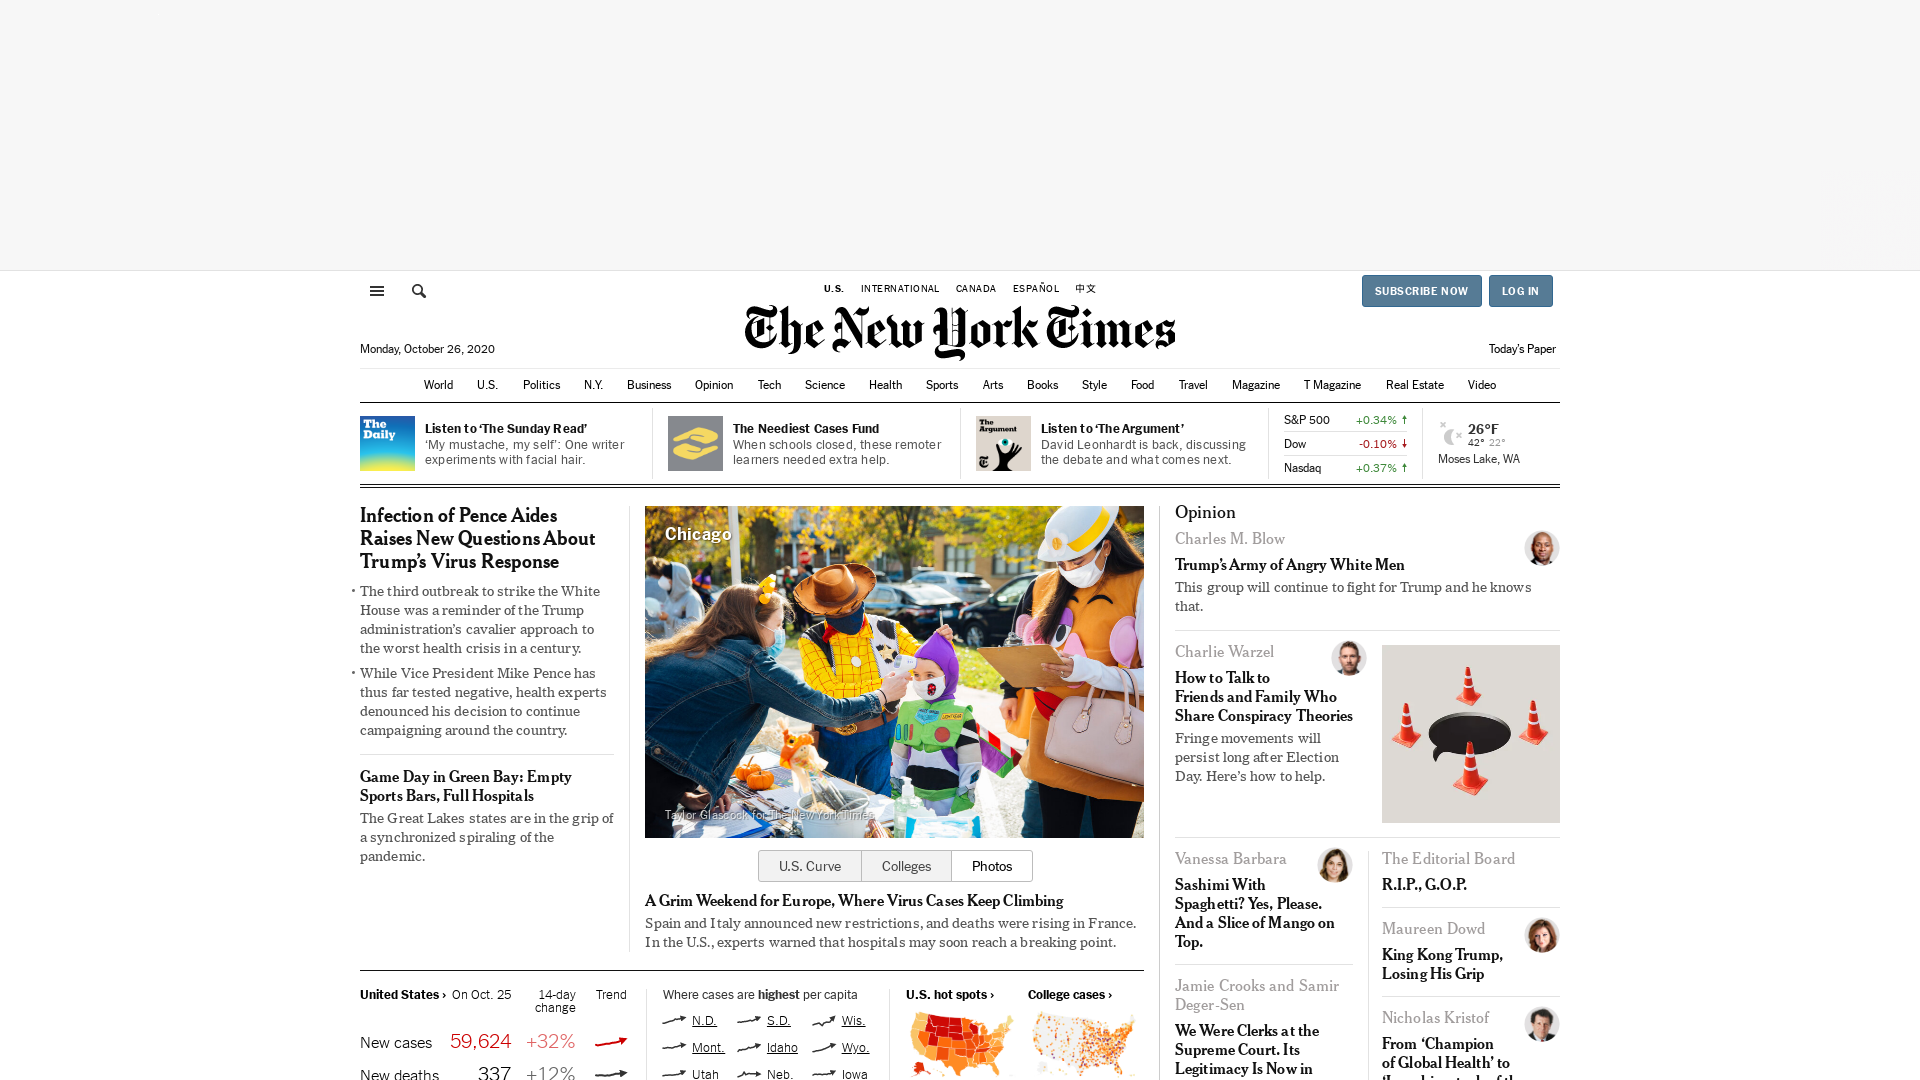 U.S. INTERNATIONAL CANADA ESPAÑOL 中文
SUBSCRIBE NOW LOG IN
The New York Times
Monday, October 26, 2020
Today's Paper
World U.S. Politics N.Y. Business Opinion Tech Science Health Sports Arts Books Style Food Travel Magazine T Magazine Real Estate Video
The
Daily
Listen to ‘The Sunday Read’
‘My mustache, my self’: One writer
experiments with facial hair.
The Neediest Cases Fund
When schools closed, these remoter
learners needed extra help.
The
Argument
Listen to ‘The Argument’
David Leonhardt is back, discussing
the debate and what comes next.
S&P 500 +0.34%
Dow -0.10%
Nasdaq +0.37%
26°F
42° 22°
Moses Lake, WA
Infection of Pence Aides
Raises New Questions About
Trump’s Virus Response
• The third outbreak to strike the White
House was a reminder of the Trump
administration’s cavalier approach to
the worst health crisis in a century.
• While Vice President Mike Pence has
thus far tested negative, health experts
denounced his decision to continue
campaigning around the country.
Game Day in Green Bay: Empty
Sports Bars, Full Hospitals
The Great Lakes states are in the grip of
a synchronized spiraling of the
pandemic.
Chicago
Taylor Glascock for The New York Times
U.S. Curve Colleges Photos
A Grim Weekend for Europe, Where Virus Cases Keep Climbing
Spain and Italy announced new restrictions, and deaths were rising in France.
In the U.S., experts warned that hospitals may soon reach a breaking point.
United States › On Oct. 25 14-day
change Trend
New cases 59,624 +32%
New deaths 337 +12%
Where cases are highest per capita
N.D. S.D. Wis.
Mont. Idaho Wyo.
Utah Neb. Iowa
U.S. hot spots ›
College cases ›
Opinion
Charles M. Blow
Trump’s Army of Angry White Men
This group will continue to fight for Trump and he knows
that.
Charlie Warzel
How to Talk to
Friends and Family Who
Share Conspiracy Theories
Fringe movements will
persist long after Election
Day. Here’s how to help.
Vanessa Barbara
Sashimi With
Spaghetti? Yes, Please.
And a Slice of Mango on
Top.
Jamie Crooks and Samir
Deger-Sen
We Were Clerks at the
Supreme Court. Its
Legitimacy Is Now in
The Editorial Board
R.I.P., G.O.P.
Maureen Dowd
King Kong Trump,
Losing His Grip
Nicholas Kristof
From ‘Champion
of Global Health’ to